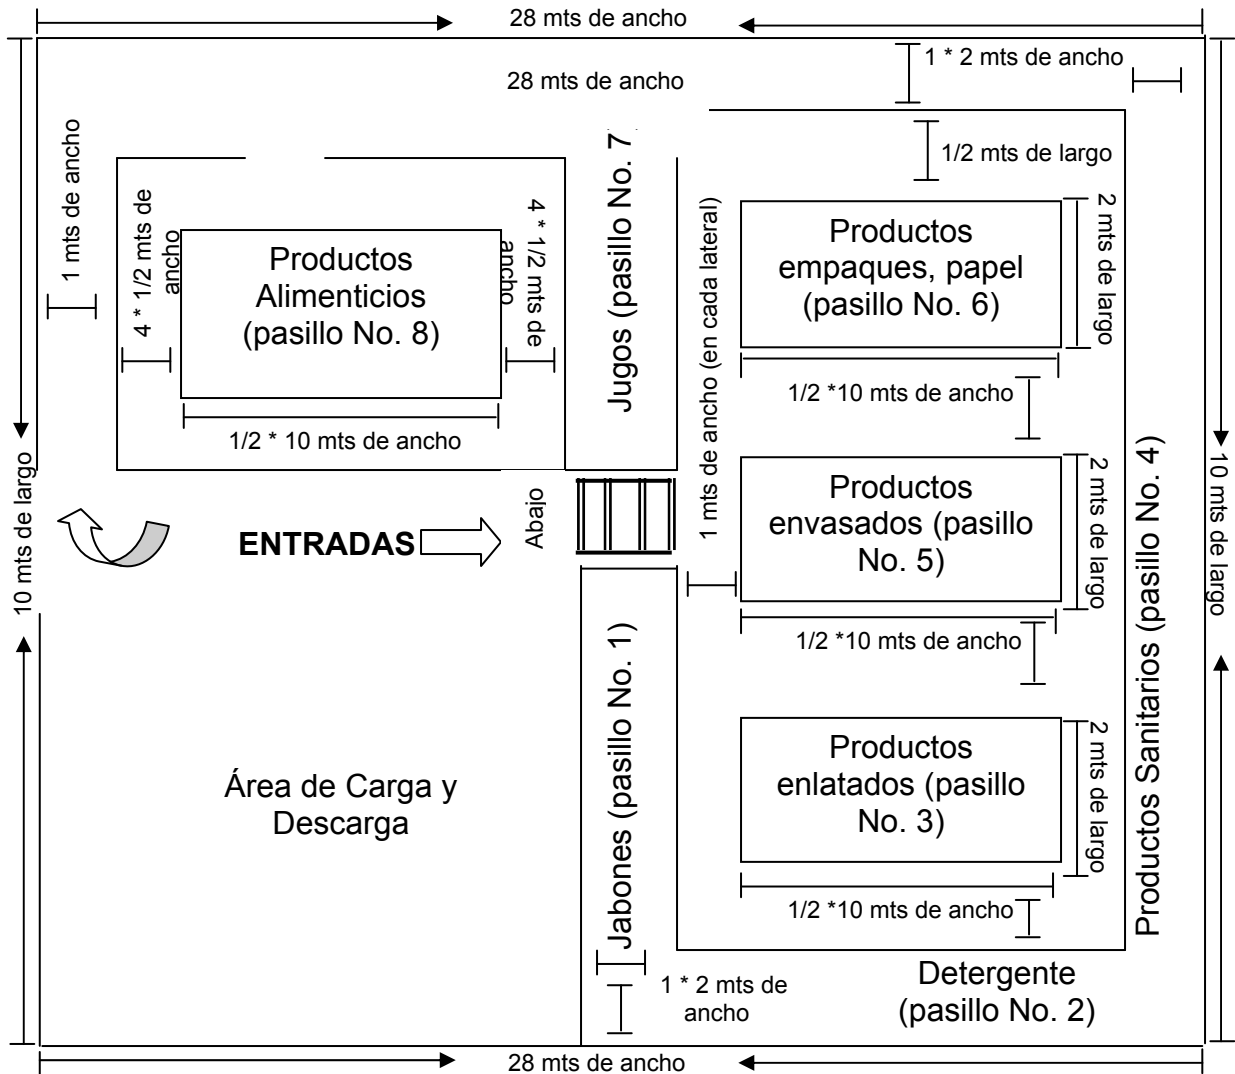 28 mts de ancho
1 * 2 mts de ancho
28 mts de ancho
1 mts de ancho
4 * 1/2 mts de
ancho
Productos
Alimenticios
(pasillo No. 8)
4 * 1/2 mts de
ancho
1/2 * 10 mts de ancho
Jugos (pasillo No. 7
1/2 mts de largo
1 mts de ancho (en cada lateral)
Productos
empaques, papel
(pasillo No. 6)
2 mts de largo
1/2 *10 mts de ancho
10 mts de largo
ENTRADAS
Abajo
Productos
envasados (pasillo
No. 5)
2 mts de largo
1/2 *10 mts de ancho
Productos Sanitarios (pasillo No. 4)
10 mts de largo
Área de Carga y
Descarga
Jabones (pasillo No. 1)
Productos
enlatados (pasillo
No. 3)
2 mts de largo
1/2 *10 mts de ancho
1 * 2 mts de
ancho
Detergente
(pasillo No. 2)
28 mts de ancho